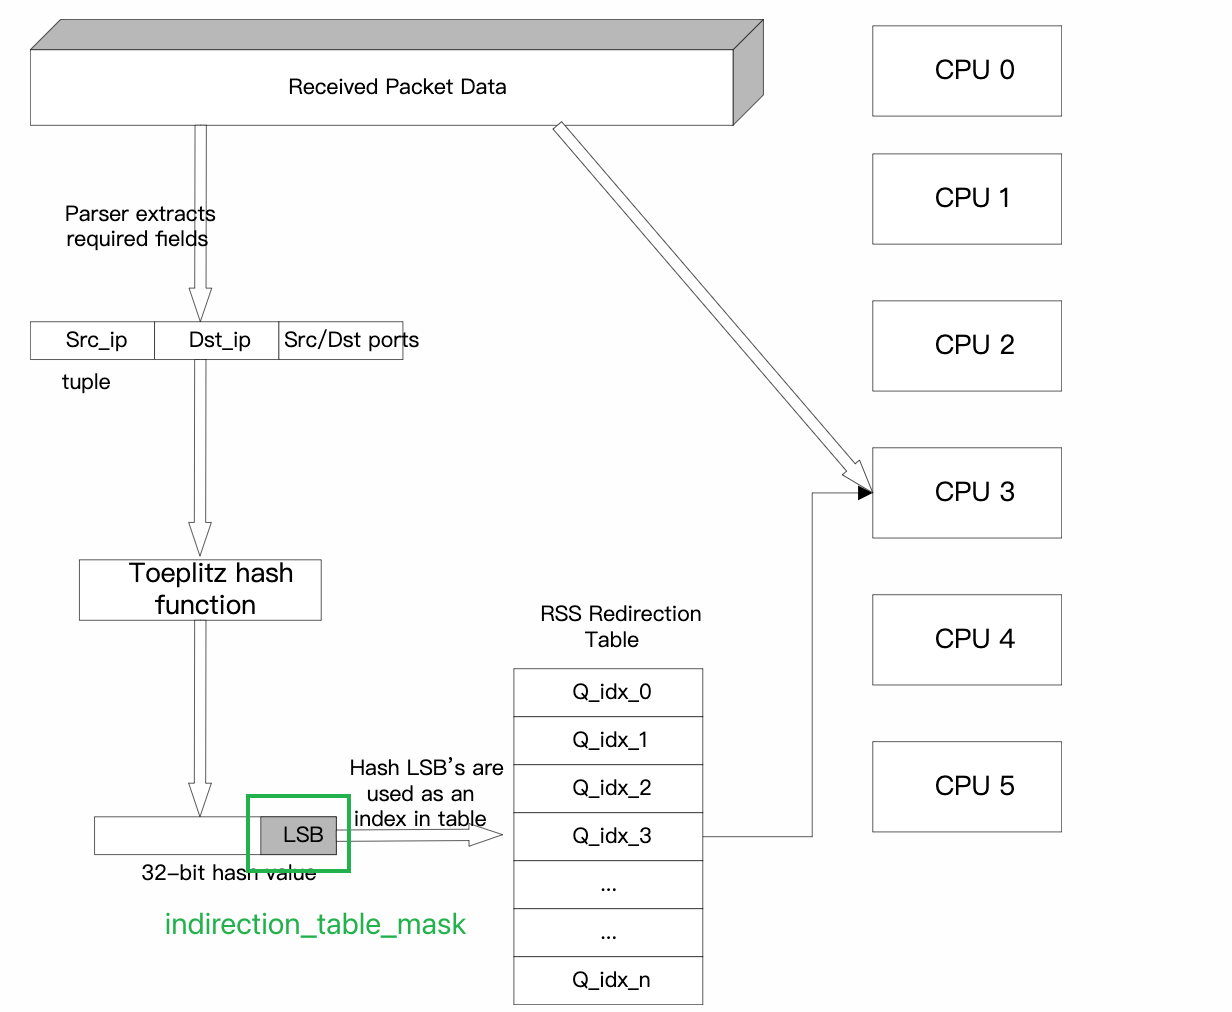 Received Packet Data
CPU 0
CPU 1
Parser extracts
required fields
Src_ip Dst_ip Src/Dst ports
tuple
CPU 2
CPU 3
Toeplitz hash
function
RSS Redirection
Table
CPU 4
Q_idx_0
Q_idx_1
Hash LSB’s are
used as an
index in table
Q_idx_2
CPU 5
LSB
Q_idx_3
32-bit hash value
...
indirection_table_mask
...
Q_idx_n